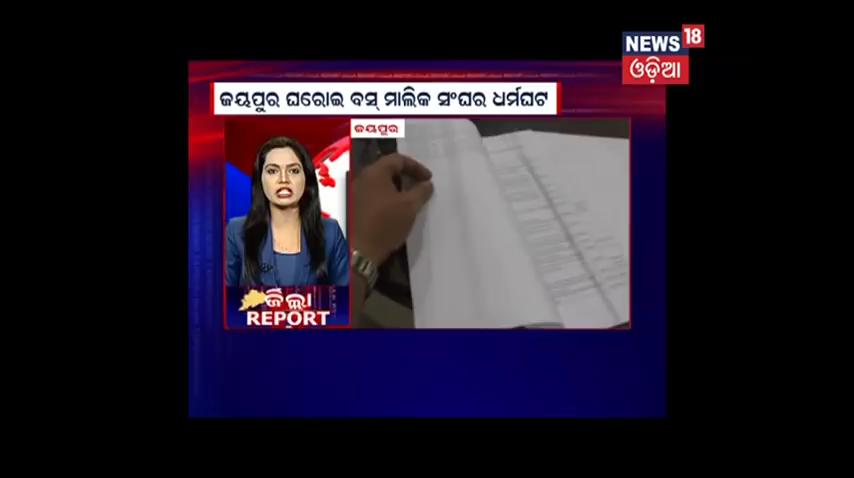 NEWS 18
ଓଡ଼ିଆ
ଜୟପୁର ଘରୋଇ ବସ୍ ମାଲିକ ସଂଘର ଧର୍ମଘଟ
ଜୟପୁର
ଜିଲ୍ଲା
REPORT